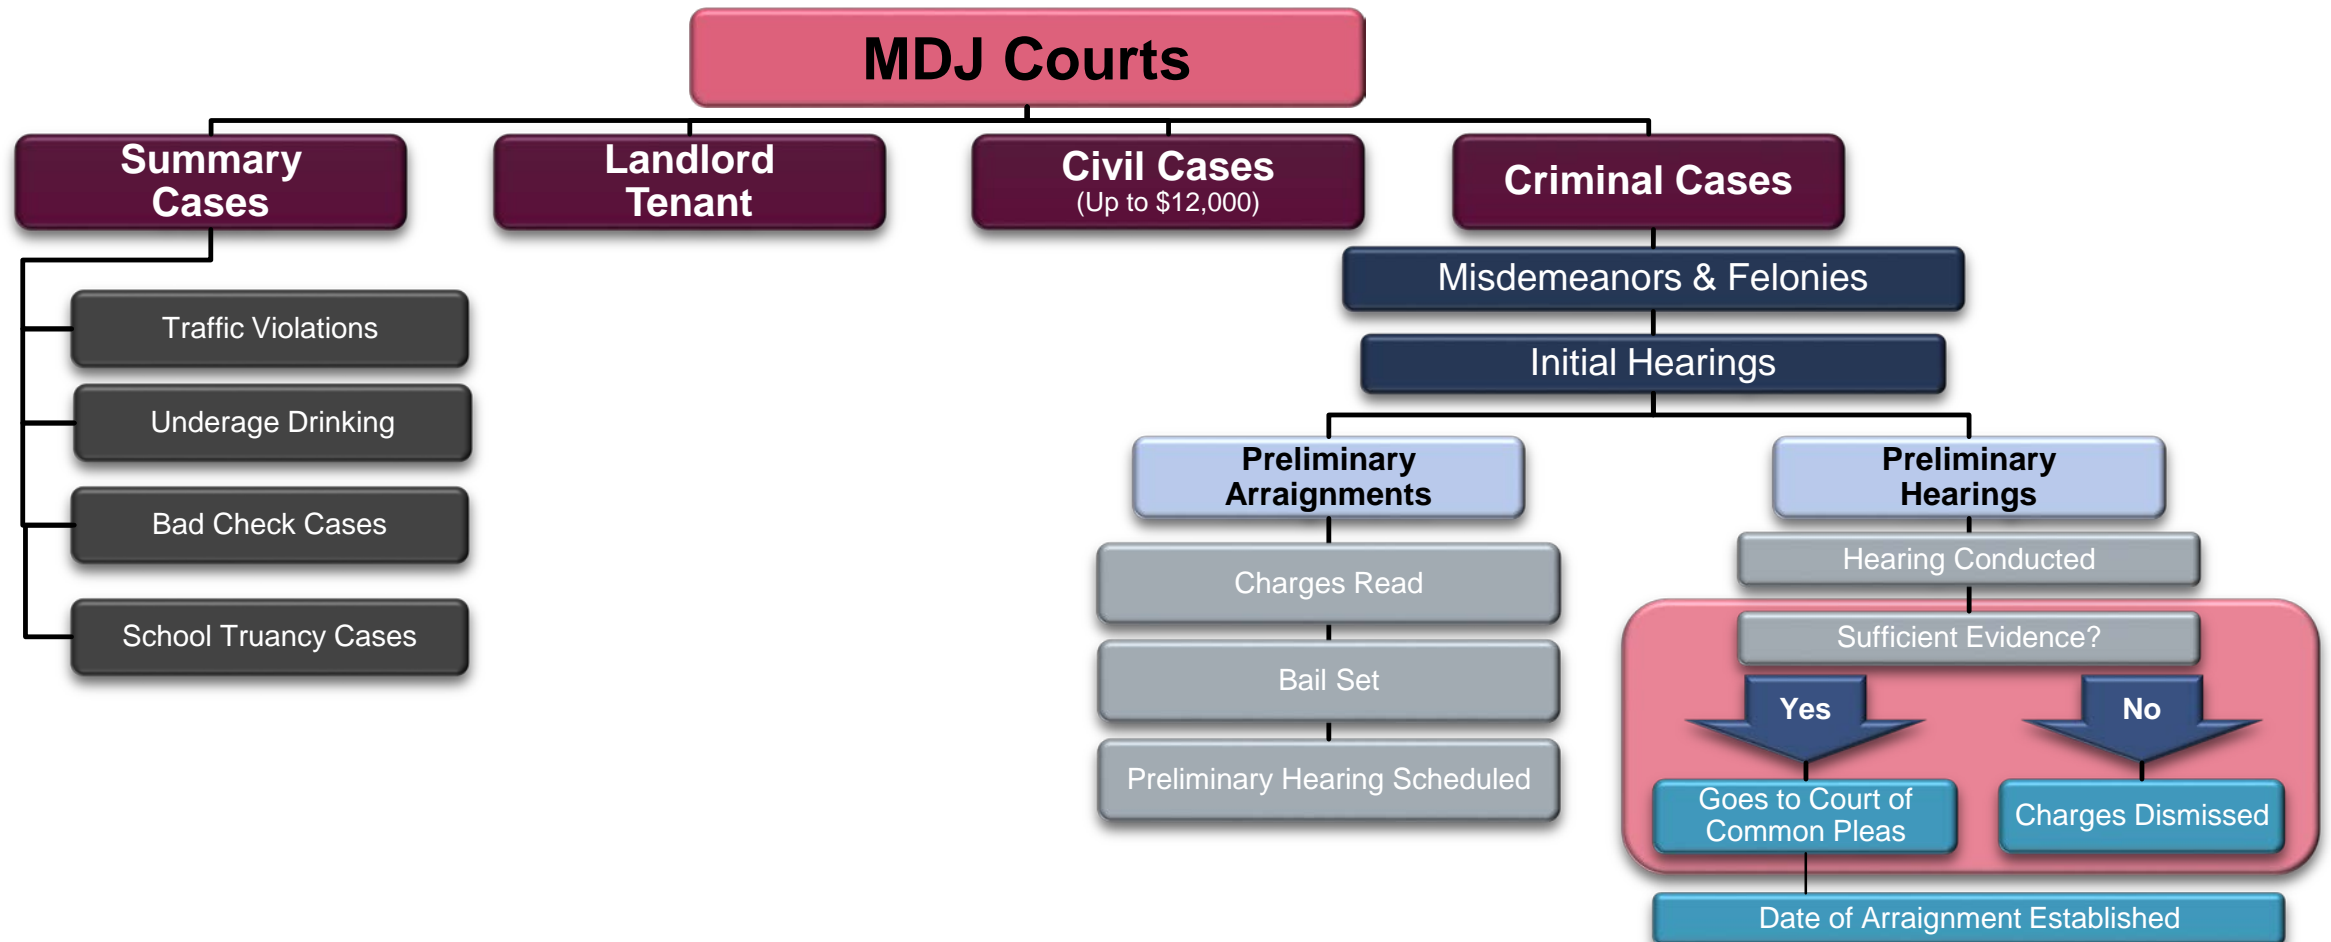 MDJ Courts
Summary
Cases
Landlord
Tenant
Civil Cases
(Up to $12,000)
Criminal Cases
Traffic Violations
Underage Drinking
Bad Check Cases
School Truancy Cases
Misdemeanors & Felonies
Initial Hearings
Preliminary
Arraignments
Charges Read
Bail Set
Preliminary Hearing Scheduled
Preliminary
Hearings
Hearing Conducted
Sufficient Evidence?
Yes
No
Goes to Court of
Common Pleas
Charges Dismissed
Date of Arraignment Established